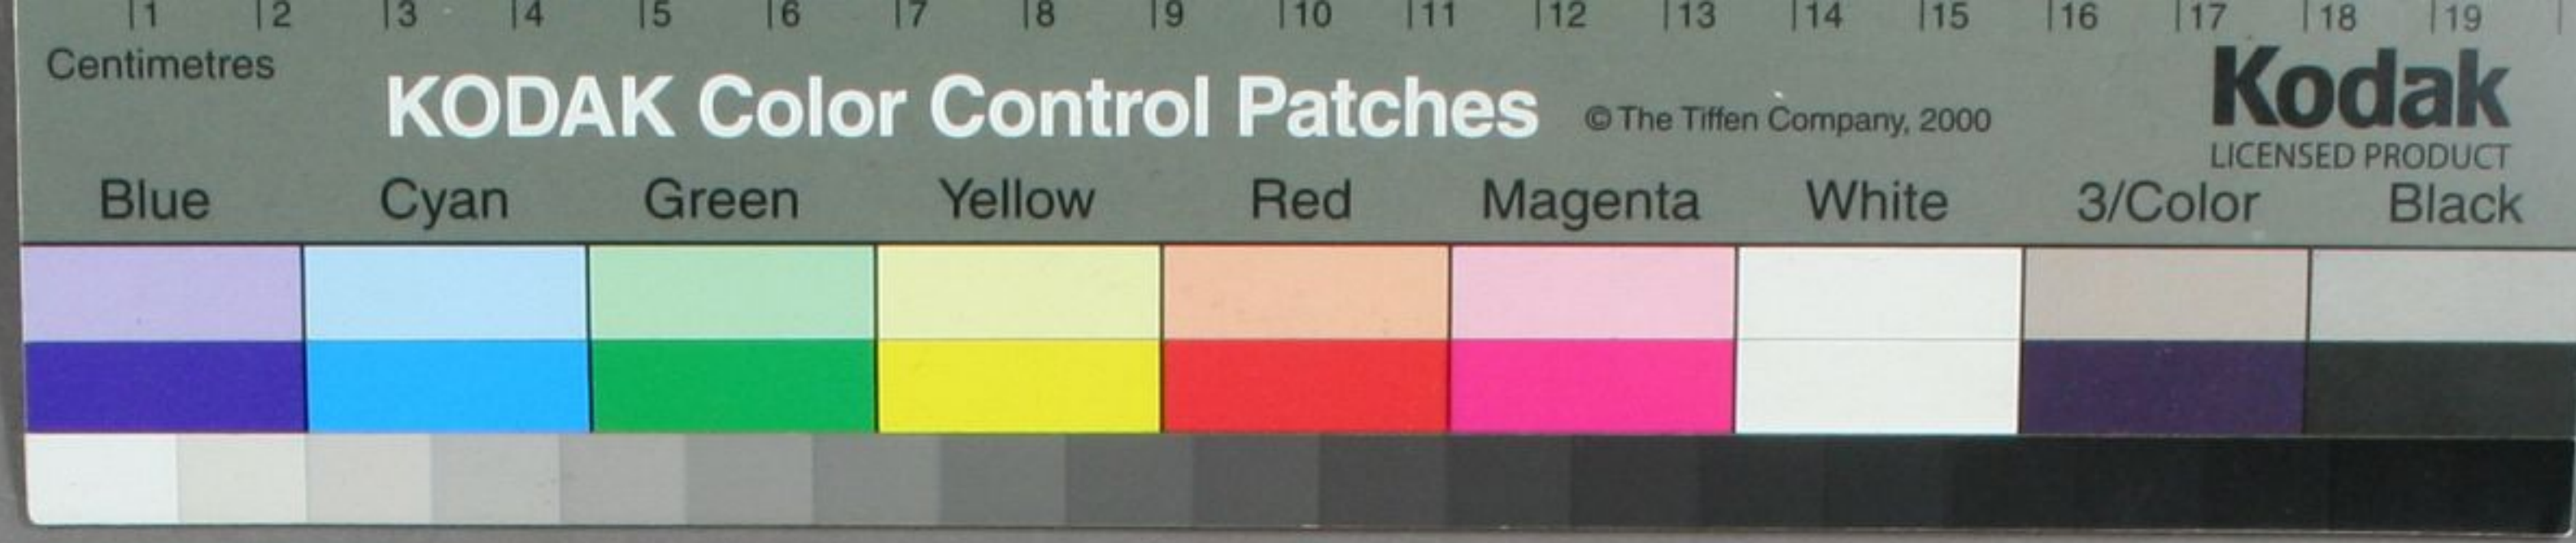 |1 |2 |3 |4 |5 |6 |7 |8 |9 |10 |11 |12 |13 |14 |15 |16 |17 |18 |19
Centimetres
KODAK Color Control Patches © The Tiffen Company, 2000
Kodak
LICENSED PRODUCT
Blue Cyan Green Yellow Red Magenta White 3/Color Black